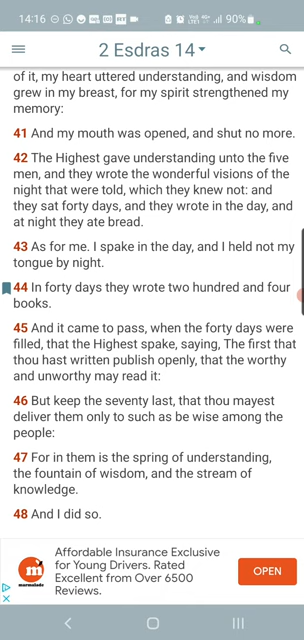 14:16
90%
2 Esdras 14
of it, my heart uttered understanding, and wisdom
grew in my breast, for my spirit strengthened my
memory:
41 And my mouth was opened, and shut no more.
42 The Highest gave understanding unto the five
men, and they wrote the wonderful visions of the
night that were told, which they knew not: and
they sat forty days, and they wrote in the day, and
at night they ate bread.
43 As for me. I spake in the day, and I held not my
tongue by night.
44 In forty days they wrote two hundred and four
books.
45 And it came to pass, when the forty days were
filled, that the Highest spake, saying, The first that
thou hast written publish openly, that the worthy
and unworthy may read it:
46 But keep the seventy last, that thou mayest
deliver them only to such as be wise among the
people:
47 For in them is the spring of understanding,
the fountain of wisdom, and the stream of
knowledge.
48 And I did so.
Affordable Insurance Exclusive
for Young Drivers. Rated
Excellent from Over 6500
Reviews.
m
marmalade
OPEN